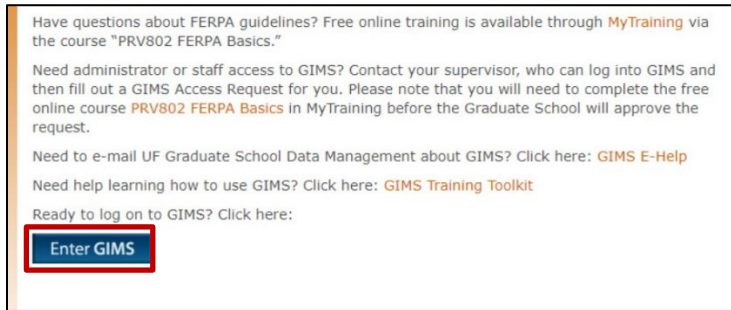 Have questions about FERPA guidelines? Free online training is available through MyTraining via
the course “PRV802 FERPA Basics.”
Need administrator or staff access to GIMS? Contact your supervisor, who can log into GIMS and
then fill out a GIMS Access Request for you. Please note that you will need to complete the free
online course PRV802 FERPA Basics in MyTraining before the Graduate School will approve the
request.
Need to e-mail UF Graduate School Data Management about GIMS? Click here: GIMS E-Help
Need help learning how to use GIMS? Click here: GIMS Training Toolkit
Ready to log on to GIMS? Click here:
Enter GIMS